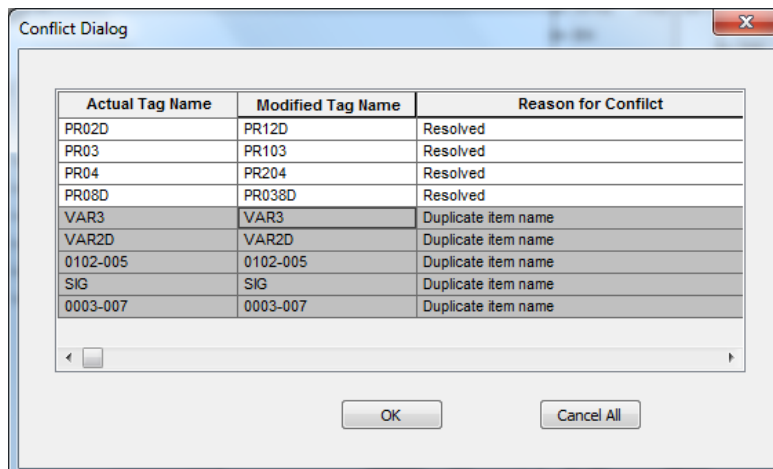 Conflict Dialog
Actual Tag Name Modified Tag Name Reason for Confilct
PR02D PR12D Resolved
PR03 PR103 Resolved
PR04 PR204 Resolved
PR08D PR038D Resolved
VAR3 VAR3 Duplicate item name
VAR2D VAR2D Duplicate item name
0102-005 0102-005 Duplicate item name
SIG SIG Duplicate item name
0003-007 0003-007 Duplicate item name
OK Cancel All